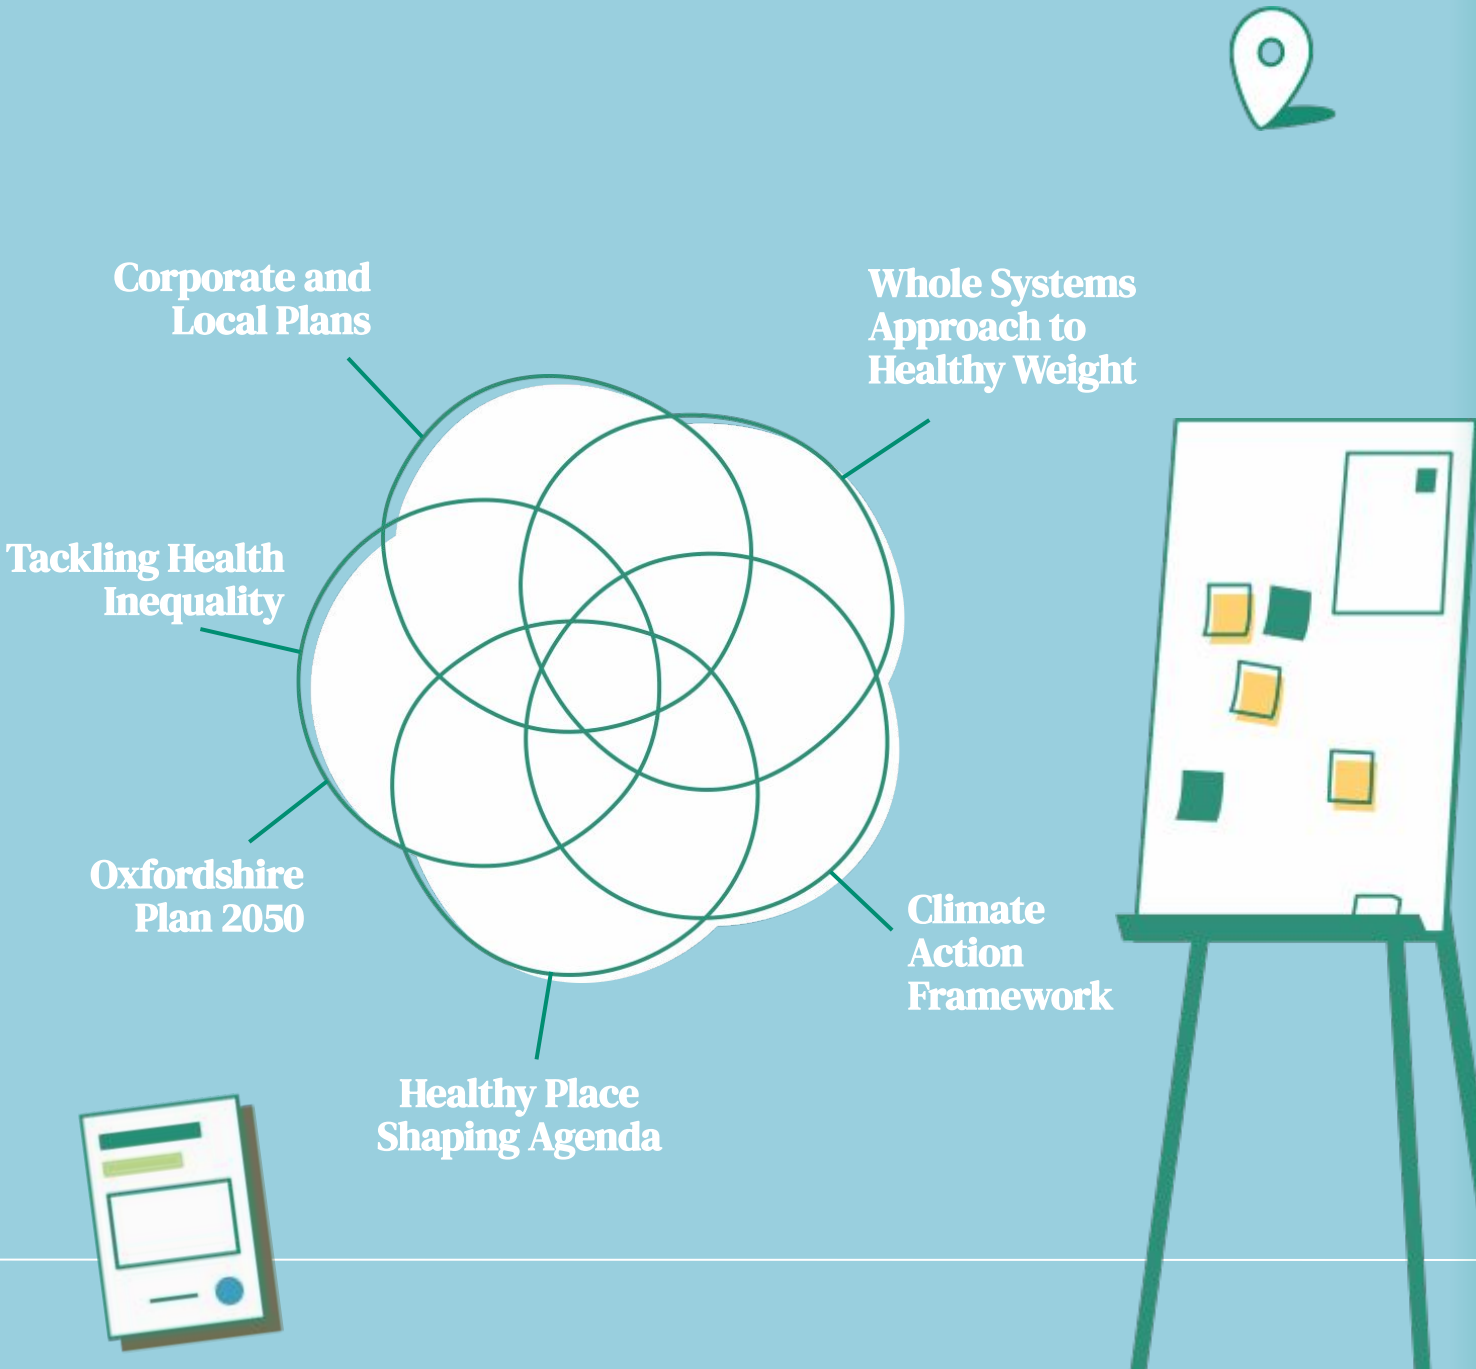 Corporate and
Local Plans
Whole Systems
Approach to
Healthy Weight
Tackling Health
Inequality
Oxfordshire
Plan 2050
Climate
Action
Framework
Healthy Place
Shaping Agenda